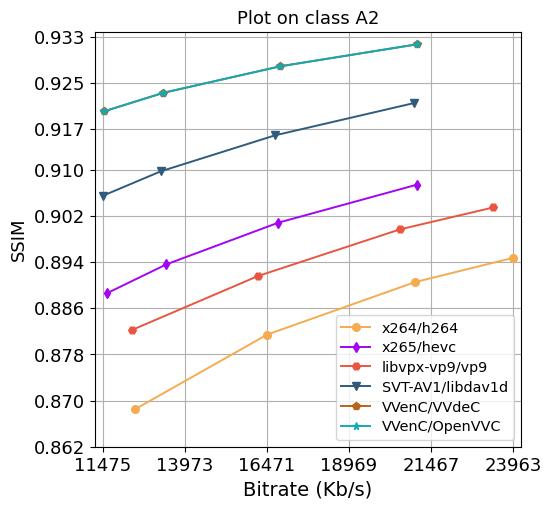 Plot on class A2
0.933
0.925
0.917
0.910
0.902
0.894
0.886
0.878
0.870
0.862
SSIM
x264/h264
x265/hevc
libvpx-vp9/vp9
SVT-AV1/libdav1d
VVenC/VVdeC
VVenC/OpenVVC
11475 13973 16471 18969 21467 23963
Bitrate (Kb/s)